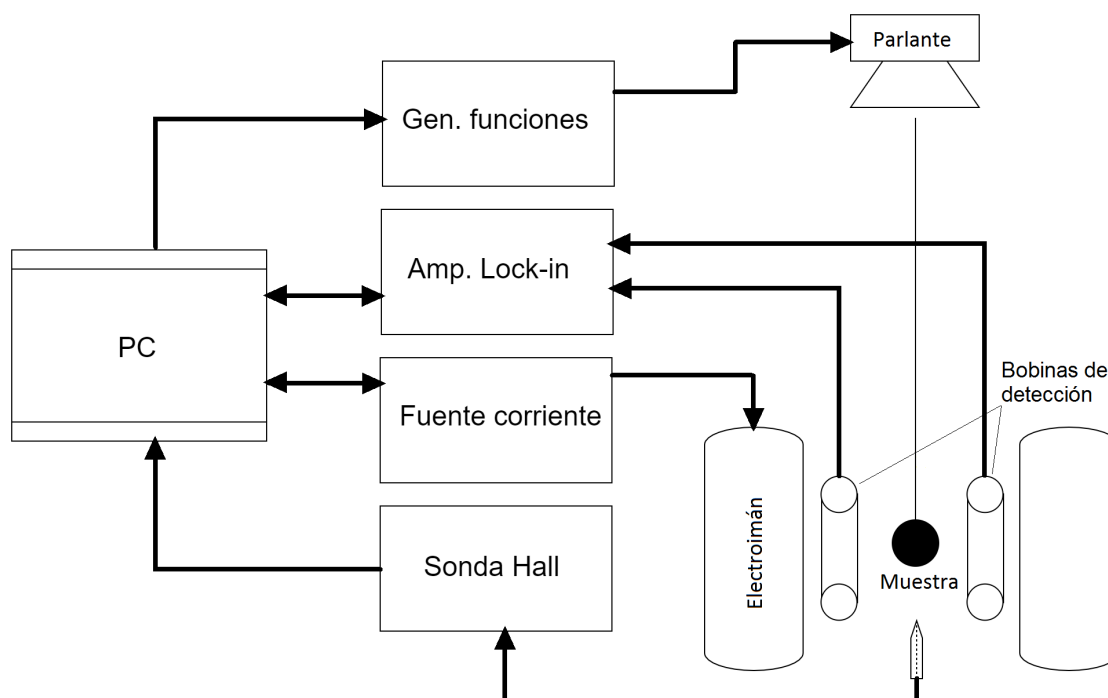 Parlante
Gen. funciones
Amp. Lock-in
PC
Bobinas de
detección
Fuente corriente
Electroimán
Sonda Hall
Muestra